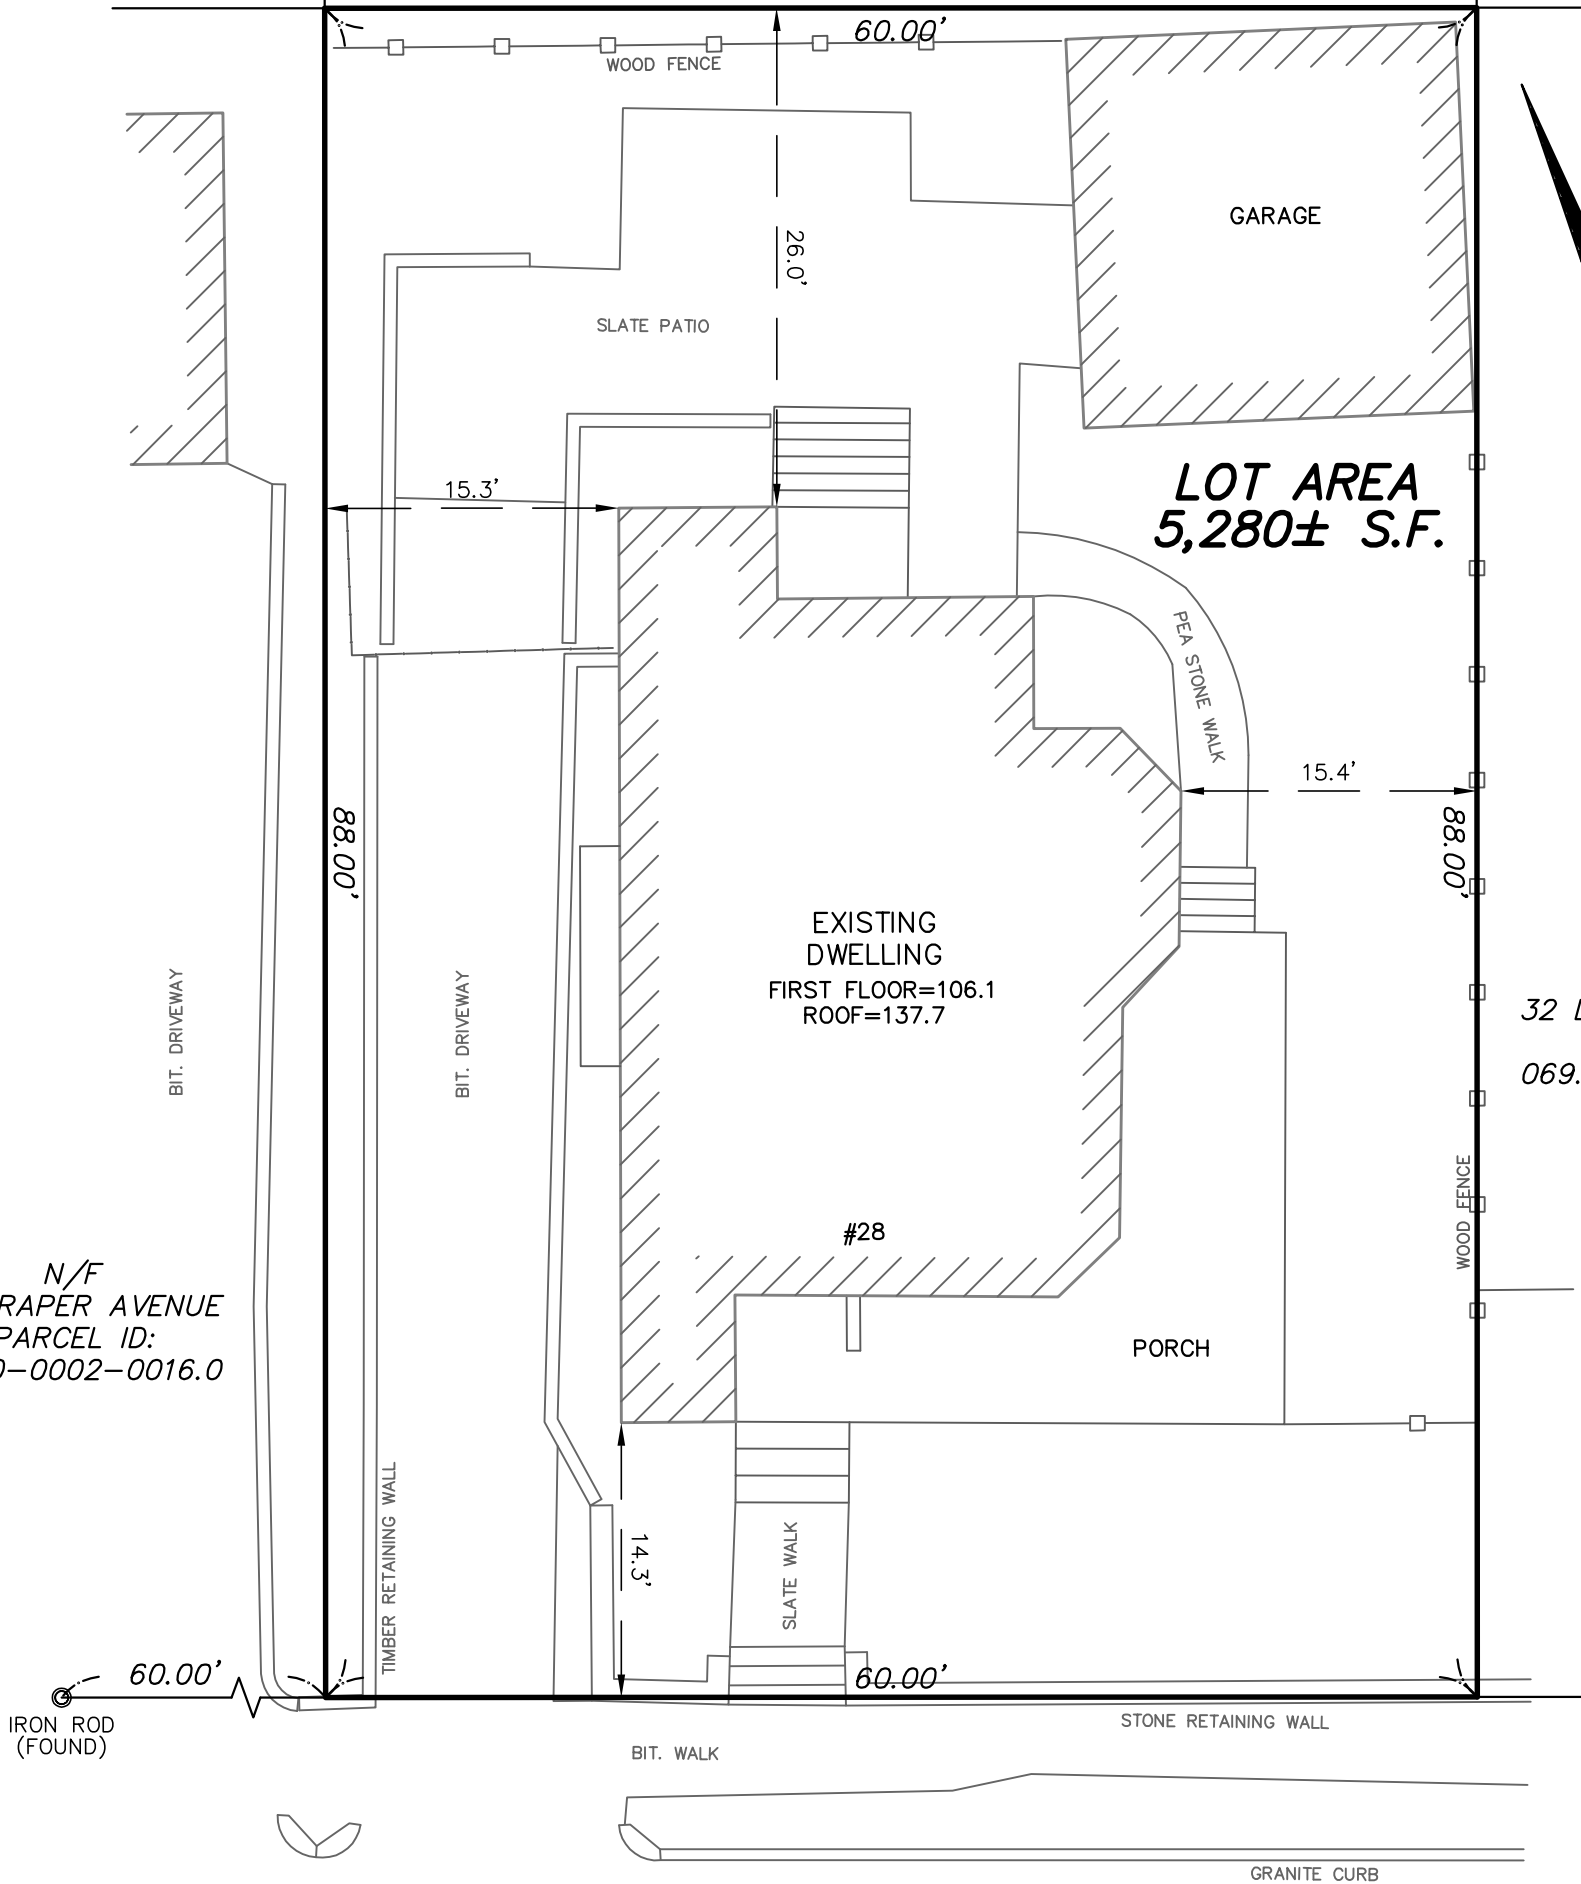 60.00'
WOOD FENCE
GARAGE
26.0'
SLATE PATIO
15.3'
LOT AREA
5,280± S.F.
PEA STONE WALK
15.4'
88.00'
88.00'
EXISTING
DWELLING
FIRST FLOOR=106.1
ROOF=137.7
BIT. DRIVEWAY
BIT. DRIVEWAY
32
069.
WOOD FENCE
#28
N/F
RAPER AVENUE
PARCEL ID:
-0002-0016.0
PORCH
TIMBER RETAINING WALL
14.3'
SLATE WALK
60.00'
60.00'
IRON ROD
(FOUND)
STONE RETAINING WALL
BIT. WALK
GRANITE CURB